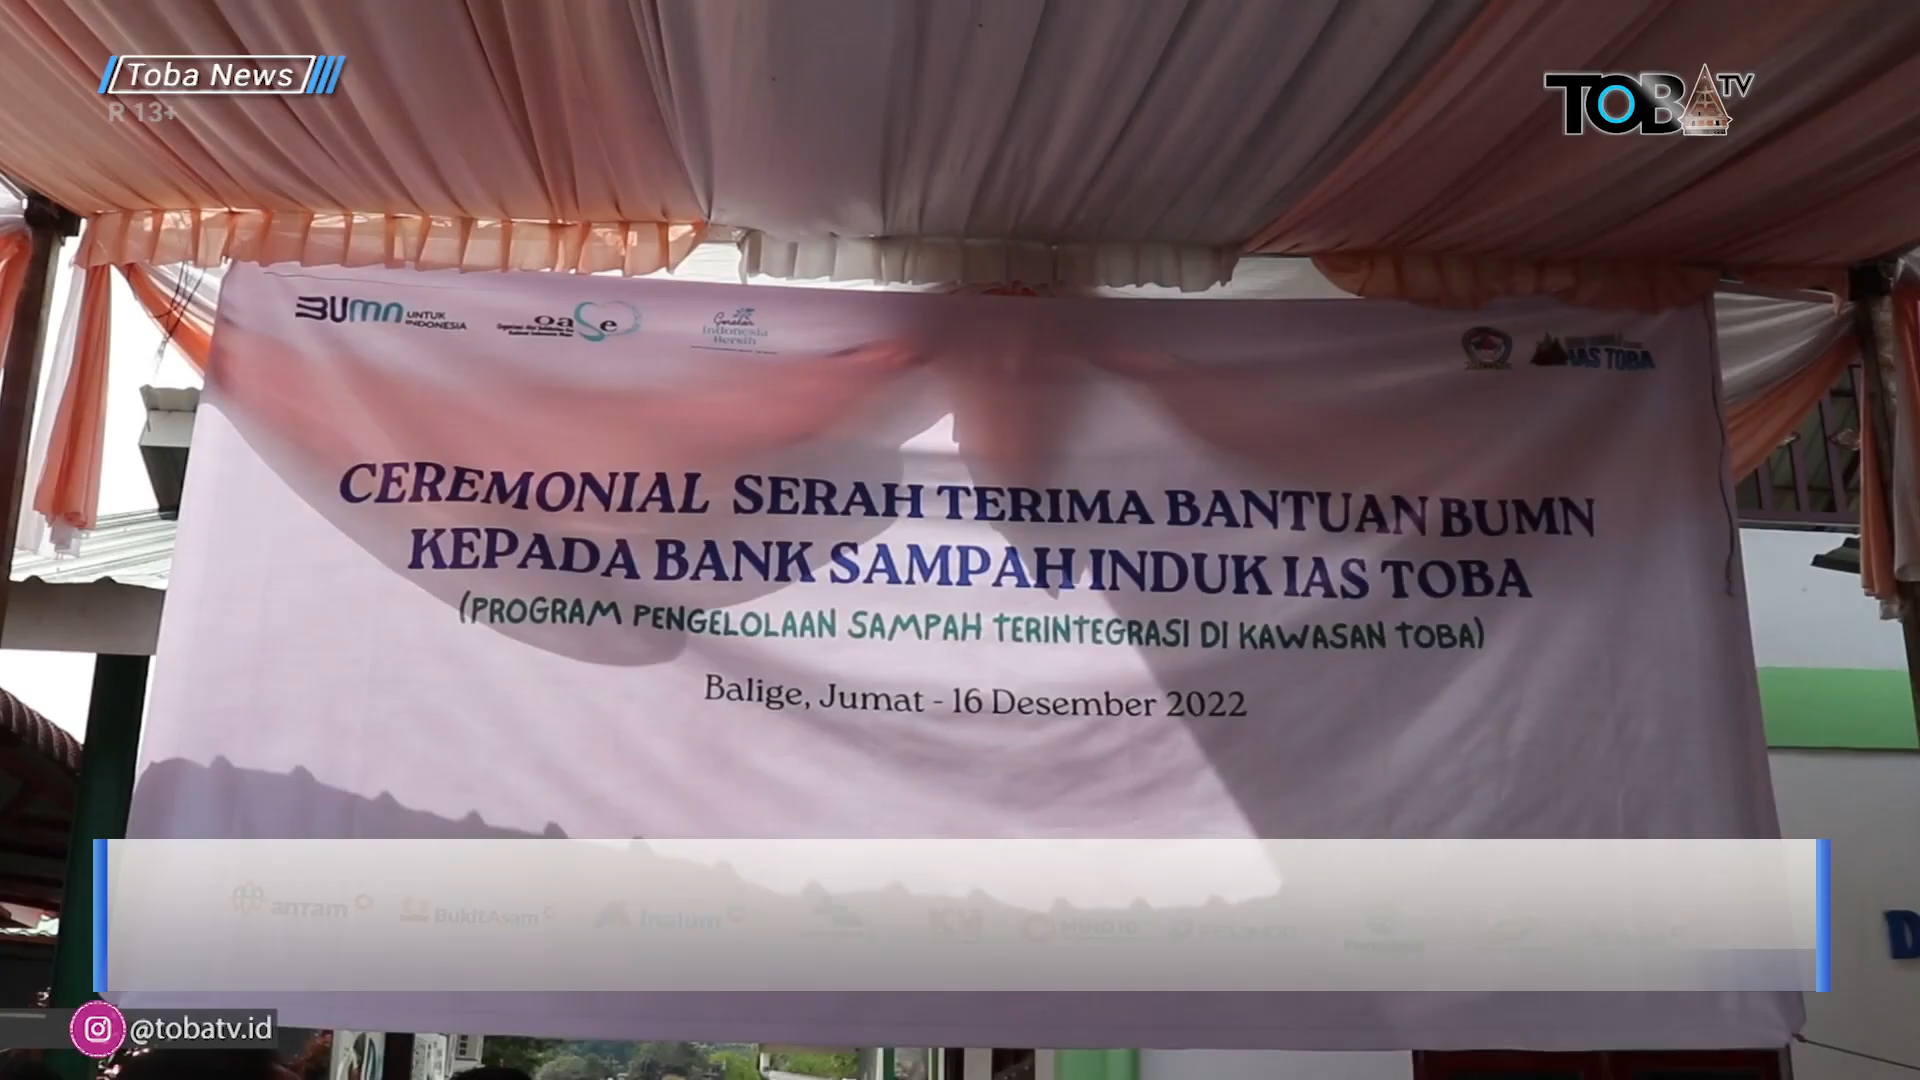 Toba News
R 13+
TOBA TV
BUMN UNTUK INDONESIA
oase
Gerakan Indonesia Bersih
IAS TOBA
CEREMONIAL SERAH TERIMA BANTUAN BUMN
KEPADA BANK SAMPAH INDUK IAS TOBA
(PROGRAM PENGELOLAAN SAMPAH TERINTEGRASI DI KAWASAN TOBA)
Balige, Jumat - 16 Desember 2022
antam
BukitAsam
Inalum
@tobatv.id